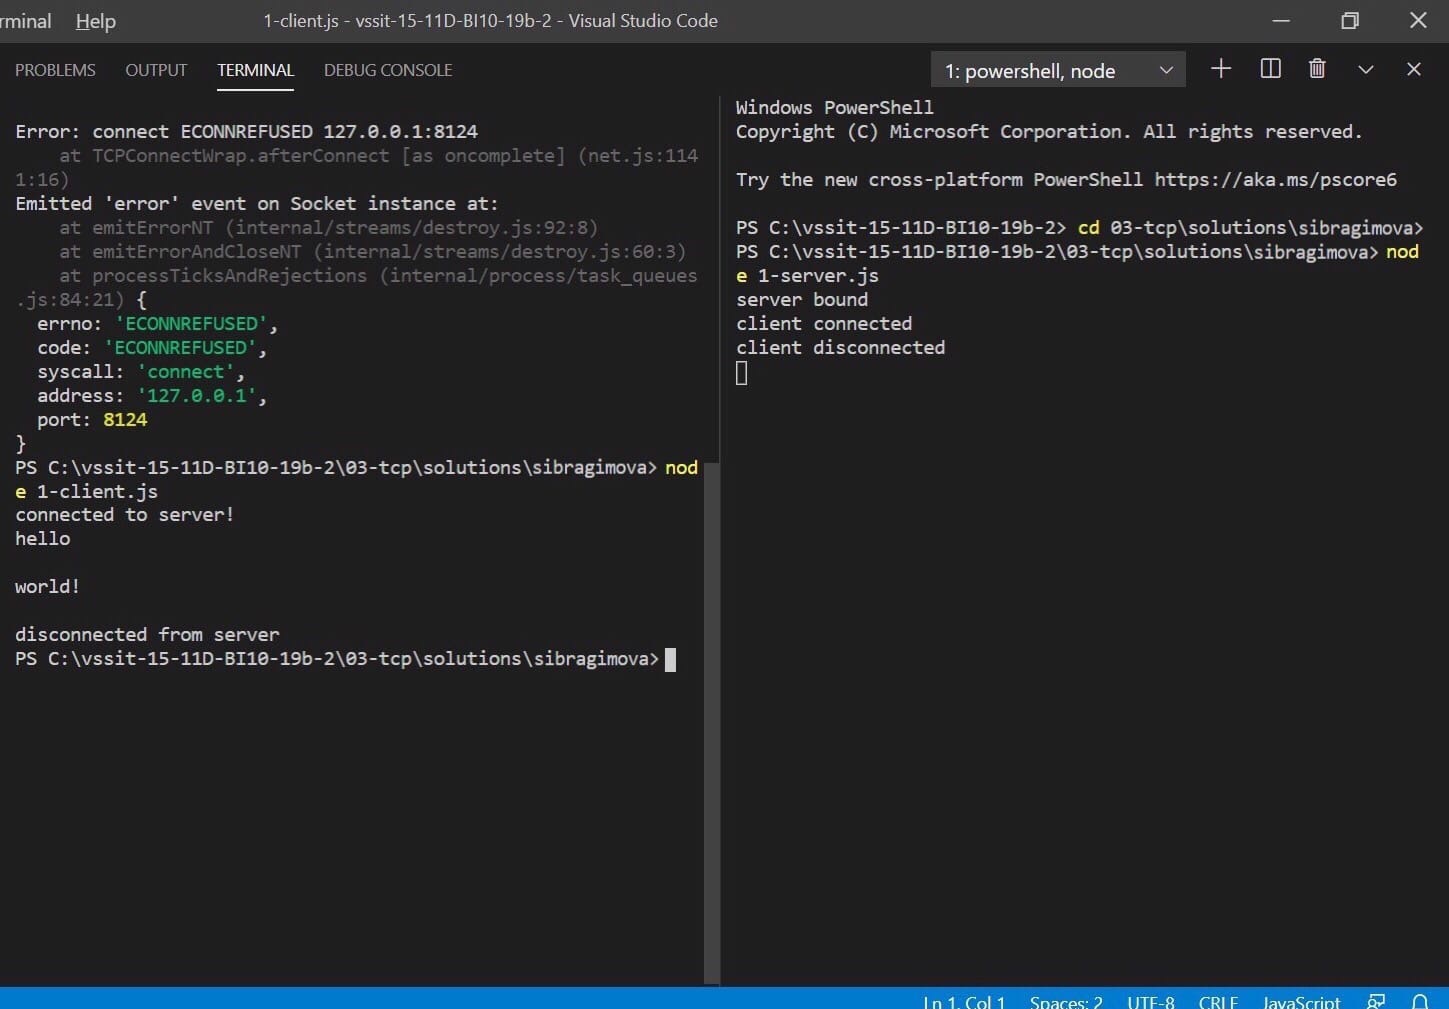 rminal Help 1-client.js - vssit-15-11D-BI10-19b-2 - Visual Studio Code
PROBLEMS OUTPUT TERMINAL DEBUG CONSOLE 1: powershell, node
Error: connect ECONNREFUSED 127.0.0.1:8124
at TCPConnectWrap.afterConnect [as oncomplete] (net.js:114
1:16)
Emitted 'error' event on Socket instance at:
at emitErrorNT (internal/streams/destroy.js:92:8)
at emitErrorAndCloseNT (internal/streams/destroy.js:60:3)
at processTicksAndRejections (internal/process/task_queues
.js:84:21) {
errno: 'ECONNREFUSED',
code: 'ECONNREFUSED',
syscall: 'connect',
address: '127.0.0.1',
port: 8124
}
PS C:\vssit-15-11D-BI10-19b-2\03-tcp\solutions\sibragimova> nod
e 1-client.js
connected to server!
hello
world!
disconnected from server
PS C:\vssit-15-11D-BI10-19b-2\03-tcp\solutions\sibragimova>
Windows PowerShell
Copyright (C) Microsoft Corporation. All rights reserved.
Try the new cross-platform PowerShell https://aka.ms/pscore6
PS C:\vssit-15-11D-BI10-19b-2> cd 03-tcp\solutions\sibragimova>
PS C:\vssit-15-11D-BI10-19b-2\03-tcp\solutions\sibragimova> nod
e 1-server.js
server bound
client connected
client disconnected
Ln 1, Col 1 Spaces: 2 UTF-8 CRLF JavaScript